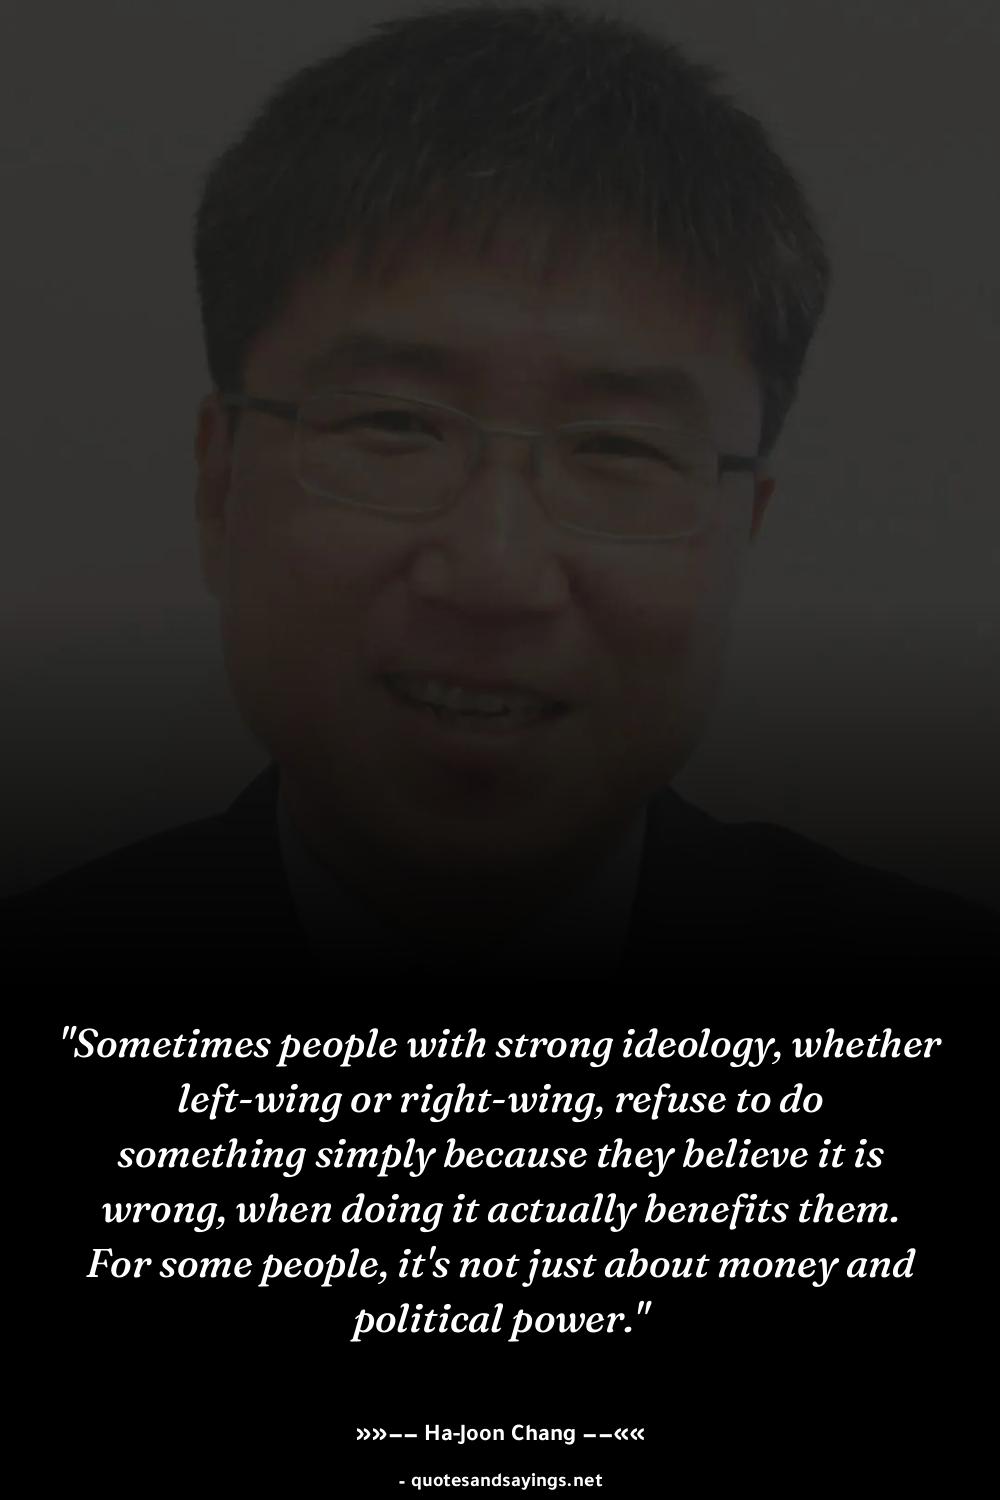 "Sometimes people with strong ideology, whether
left-wing or right-wing, refuse to do
something simply because they believe it is
wrong, when doing it actually benefits them.
For some people, it's not just about money and
political power."
»»−− Ha-Joon Chang −−««
- quotesandsayings.net